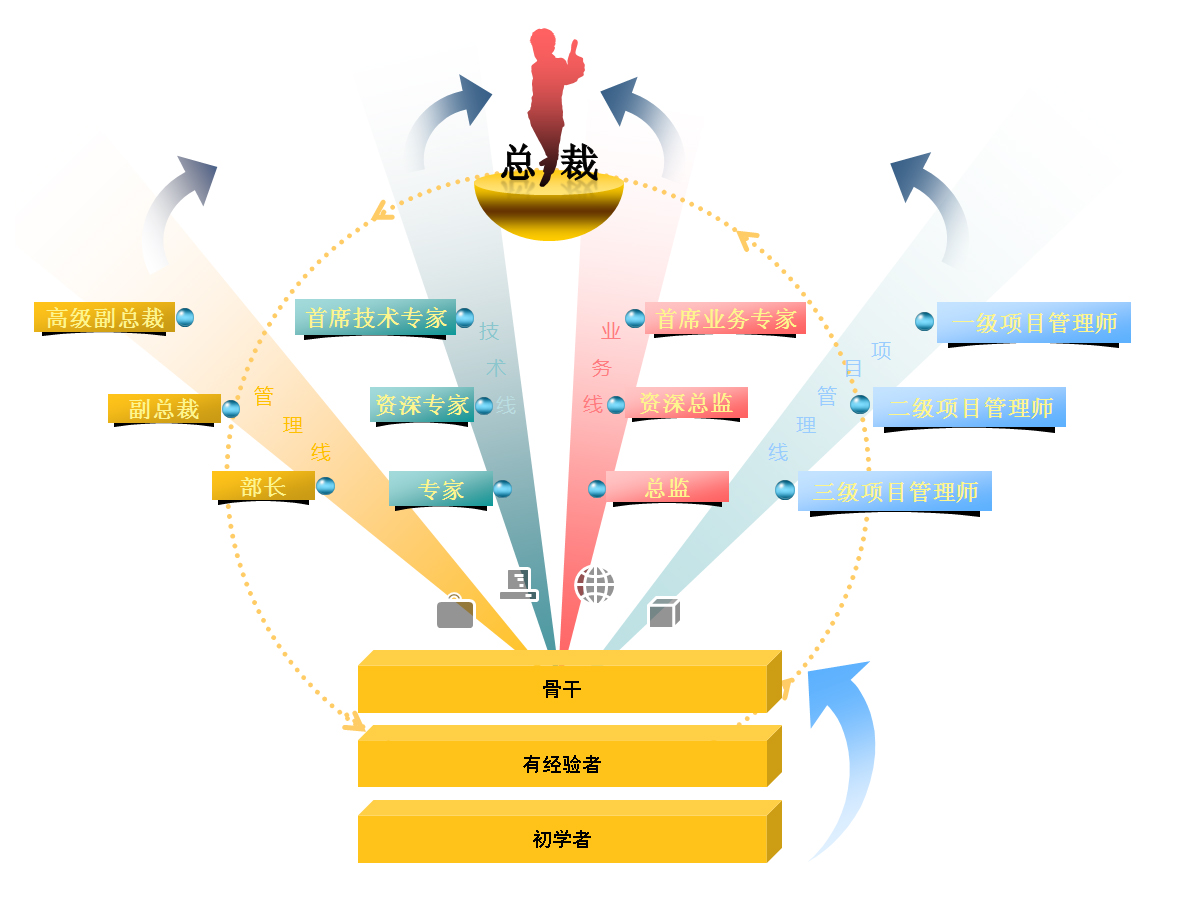 总裁
高级副总裁
首席技术专家
首席业务专家
一级项目管理师
副总裁
资深专家
资深总监
二级项目管理师
部长
专家
总监
三级项目管理师
管理线
技术线
业务线
项目管理线
骨干
有经验者
初学者